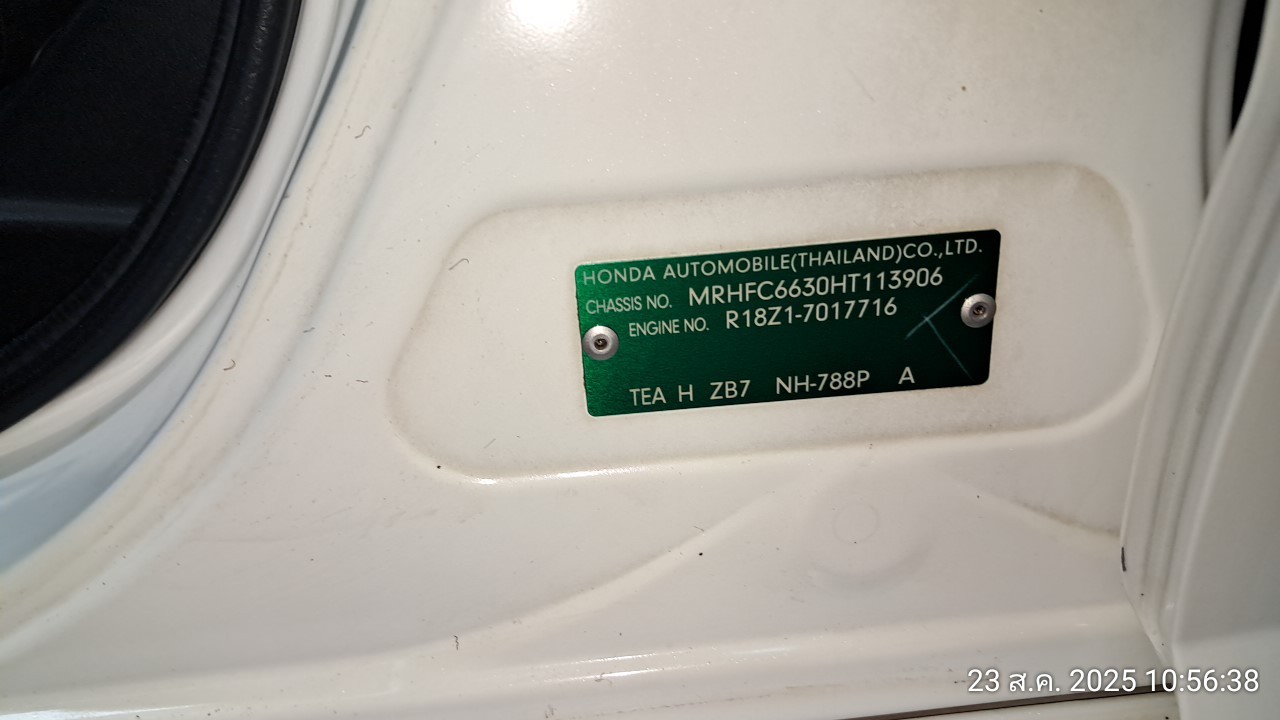 HONDA AUTOMOBILE(THAILAND)CO.,LTD.
CHASSIS NO. MRHFC6630HT113906
ENGINE NO. R18Z1-7017716
TEA H ZB7 NH-788P A
23 ส.ค. 2025 10:56:38